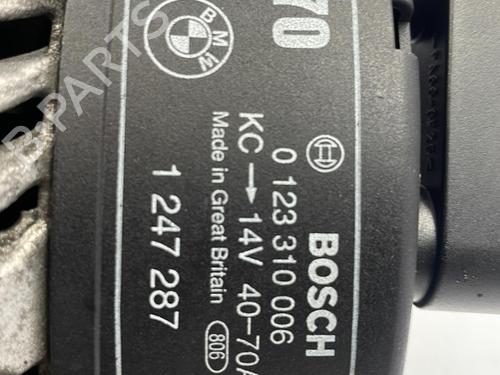 70
BMW
BOSCH
0 123 310 006
KC → 14V 40-70A
Made in Great Britain
806
1 247 287
B-PARTS